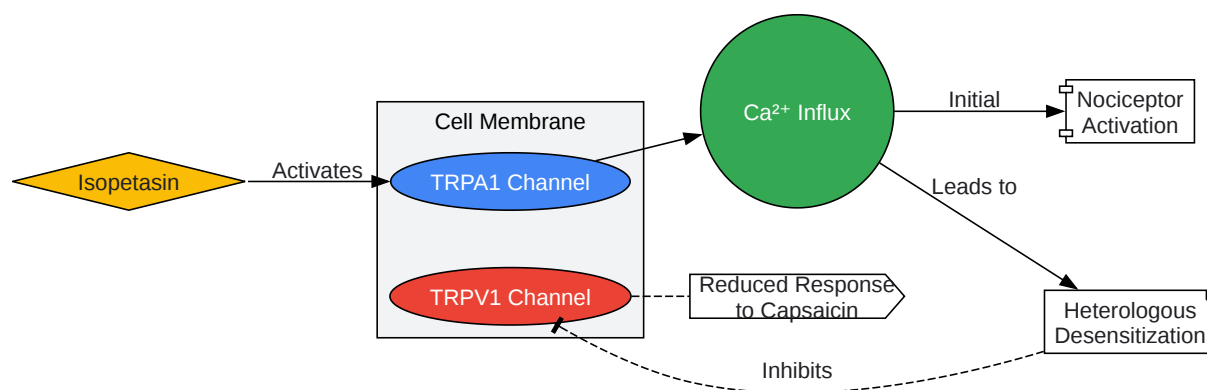 Cell Membrane
Isopetasin
Activates
TRPA1 Channel
Ca²⁺ Influx
Initial
Nociceptor
Activation
Leads to
TRPV1 Channel
Reduced Response
to Capsaicin
Heterologous
Desensitization
Inhibits